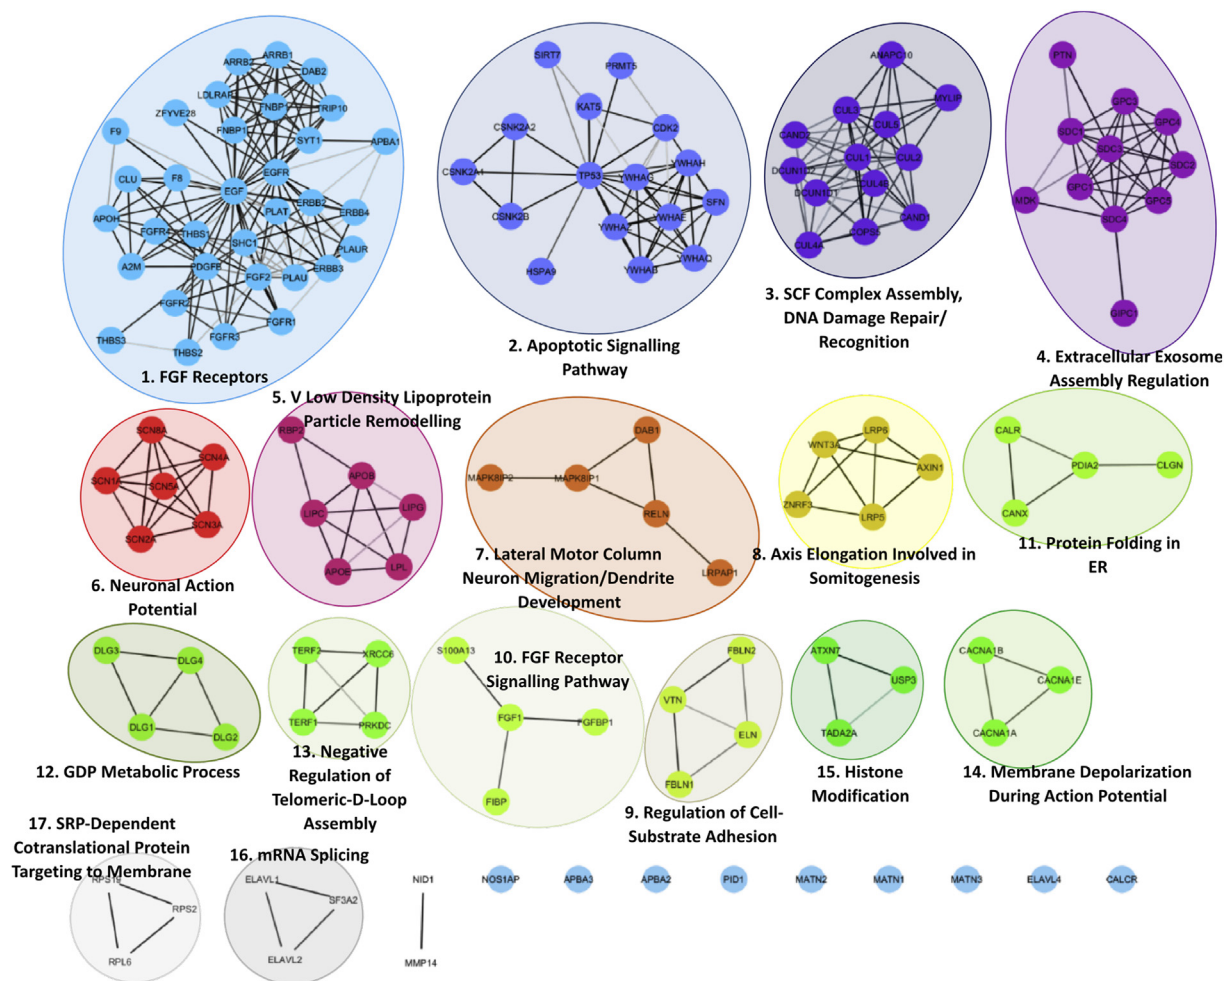 ARRB1
ARRB2
DAB2
LDLRAP
FNBP1
TRIP10
ZFYVE28
FNBP1
SYT1
APBA1
F9
CLU
F8
EGF
EGFR
PLAT
ERBB2
ERBB4
APOH
FGFR4
THBS1
SHC1
PLAUR
A2M
PDGFB
FGF2
PLAU
ERBB3
FGFR2
FGFR3
FGFR1
THBS3
THBS2
1. FGF Receptors
SIRT7
PRMT5
KAT5
CSNK2A2
CDK2
CSNK2A1
TP53
YWHAG
YWHAH
SFN
CSNK2B
YWHAZ
YWHAE
HSPA9
YWHAB
YWHAQ
2. Apoptotic Signalling
Pathway
ANAPC10
MYLIP
CUL3
CUL5
CAND2
CUL1
CUL2
DCUN1D2
DCUN1D1
CUL4B
CAND1
CUL4A
COPS5
3. SCF Complex Assembly,
DNA Damage Repair/
Recognition
PTN
GPC3
GPC4
SDC1
SDC3
SDC2
GPC1
GPC5
MDK
SDC4
GIPC1
4. Extracellular Exosome
Assembly Regulation
5. V Low Density Lipoprotein
Particle Remodelling
RBP2
APOB
LIPC
LIPG
APOE
LPL
SCN8A
SCN4A
SCN1A
SCN5A
SCN3A
SCN2A
6. Neuronal Action
Potential
DAB1
MAPK8IP2
MAPK8IP1
RELN
LRPAP1
7. Lateral Motor Column
Neuron Migration/Dendrite
Development
LRP6
WNT3A
AXIN1
ZNRF3
LRP5
8. Axis Elongation Involved in
Somitogenesis
CALR
PDIA2
CLGN
CANX
11. Protein Folding in
ER
DLG3
DLG4
DLG1
DLG2
12. GDP Metabolic Process
TERF2
XRCC6
TERF1
PRKDC
13. Negative
Regulation of
Telomeric-D-Loop
Assembly
S100A13
10. FGF Receptor
Signalling Pathway
FGF1
FGFBP1
FIBP
FBLN2
VTN
ELN
FBLN1
9. Regulation of Cell-
Substrate Adhesion
ATXN7
USP3
TADA2A
15. Histone
Modification
CACNA1B
CACNA1E
CACNA1A
14. Membrane Depolarization
During Action Potential
17. SRP-Dependent
Cotranslational Protein
Targeting to Membrane
RPS19
RPS2
RPL6
16. mRNA Splicing
ELAVL1
SF3A2
ELAVL2
NID1
MMP14
NOS1AP
APBA3
APBA2
PID1
MATN2
MATN1
MATN3
ELAVL4
CALCR